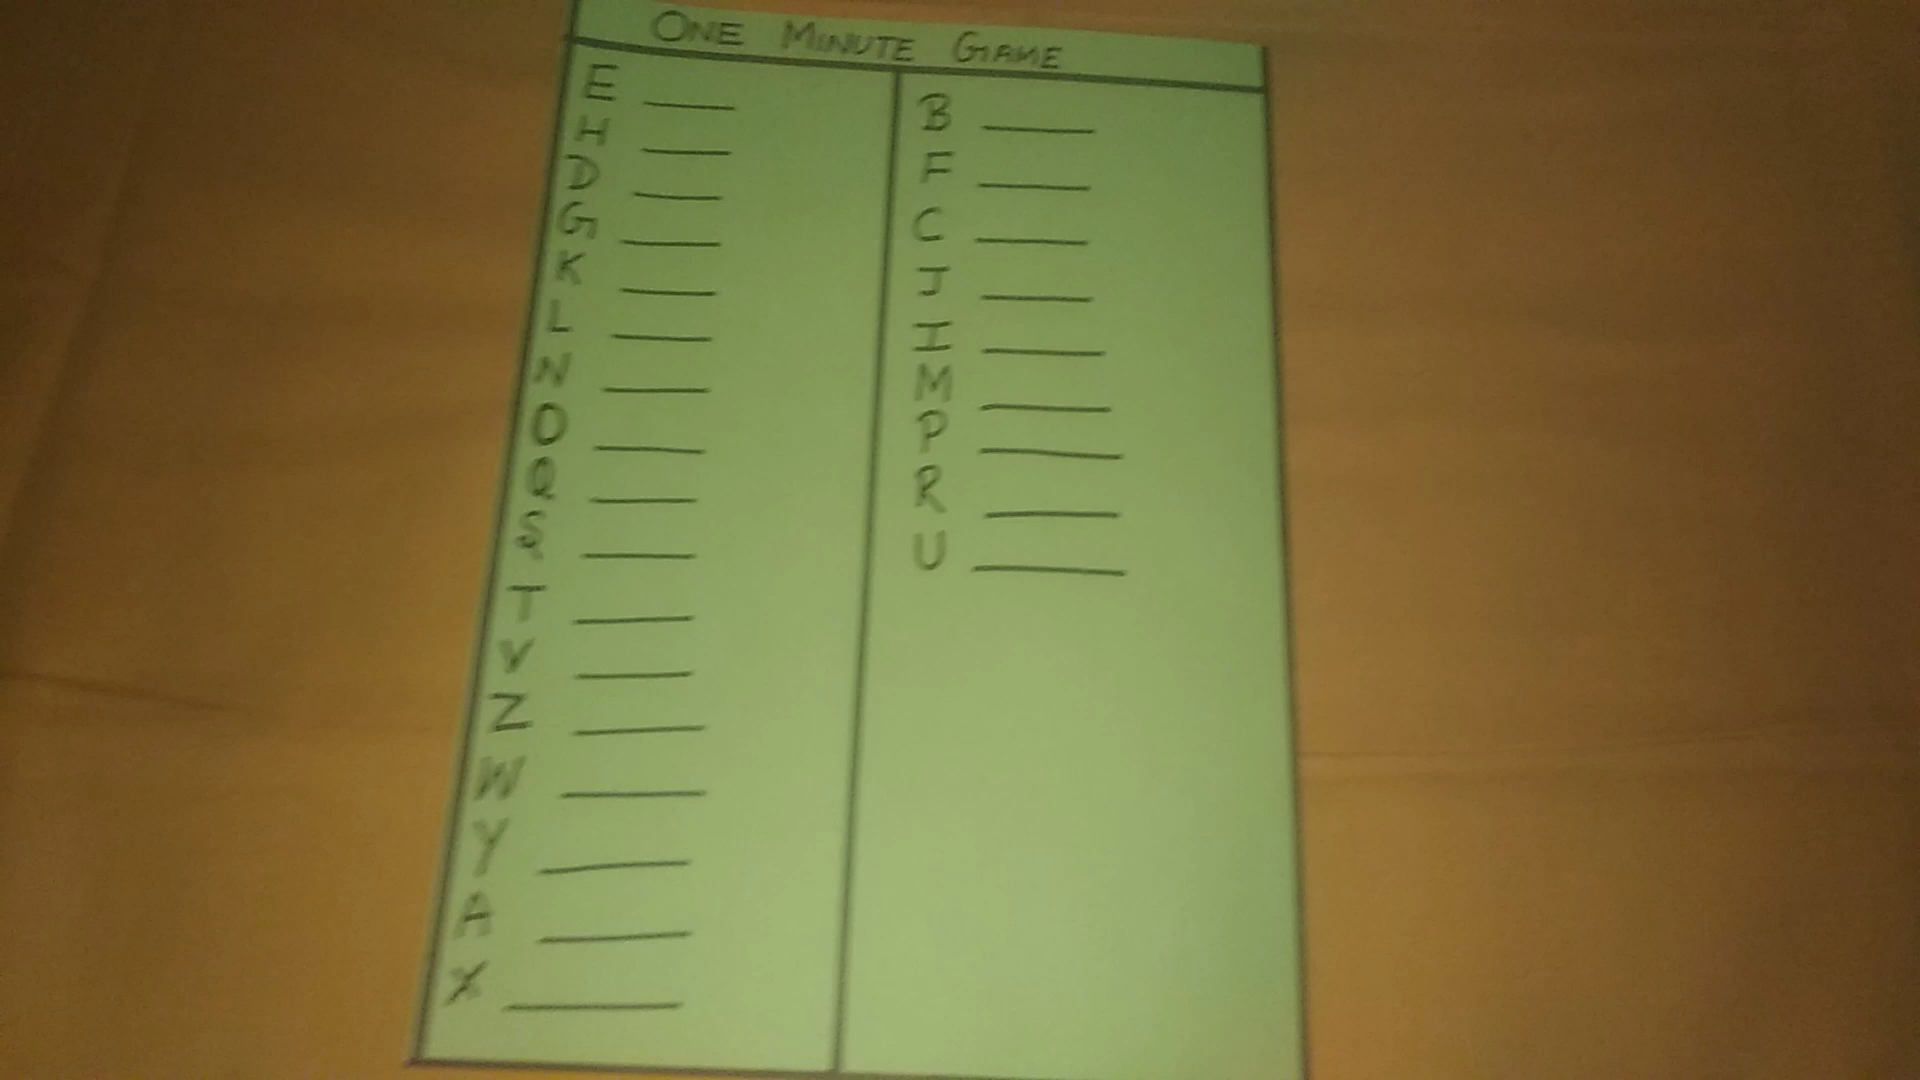 ONE MINUTE GAME
E ____
H ____
D ____
G ____
K ____
L ____
N ____
O ____
Q ____
S ____
T ____
V ____
Z ____
W ____
Y ____
A ____
X ____
B ____
F ____
C ____
J ____
I ____
M ____
P ____
R ____
U ____